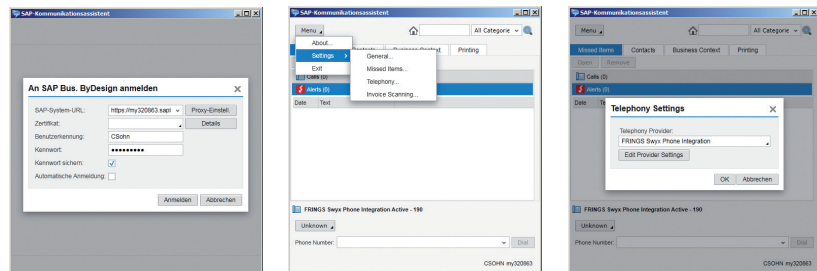 SAP-Kommunikationsassistent
An SAP Bus. ByDesign anmelden
SAP-System-URL: https://my320863.sapl Proxy-Einstell.
Zertifikat: Details
Benutzerkennung: CSohn
Kennwort:
Kennwort sichern:
Automatische Anmeldung:
Anmelden Abbrechen
SAP-Kommunikationsassistent
Menu All Categorie
About...
Settings General...
Exit Missed Items...
Telephony...
Invoice Scanning...
Contacts Business Context Printing
Calls (0)
Alerts (0)
Date Text
FRINGS Swyx Phone Integration Active - 190
Unknown
Phone Number: Dial
CSOHN my320863
SAP-Kommunikationsassistent
Menu All Categorie
Missed Items Contacts Business Context Printing
Open Remove
Calls (0)
Alerts (0)
Date
Telephony Settings
Telephony Provider:
FRINGS Swyx Phone Integration
Edit Provider Settings
OK Abbrechen
FRINGS Swyx Phone Integration Active - 190
Unknown
Phone Number: Dial
CSOHN my320863